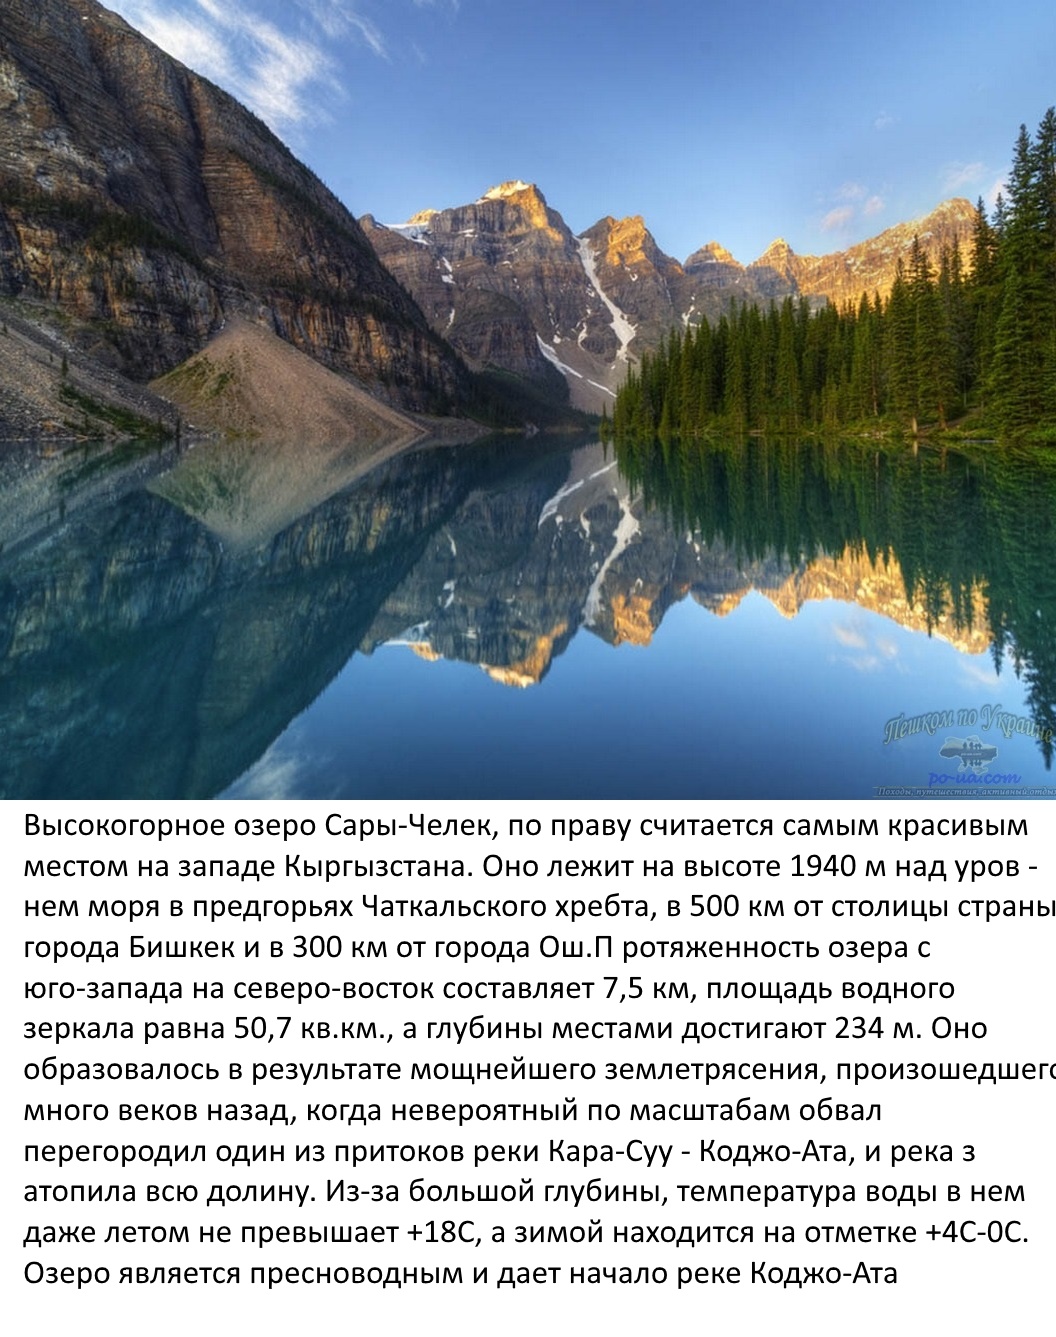 Пешком по Украине
po-ua.com
Походы, путешествия, активный отдых
Высокогорное озеро Сары-Челек, по праву считается самым красивым
местом на западе Кыргызстана. Оно лежит на высоте 1940 м над уров -
нем моря в предгорьях Чаткальского хребта, в 500 км от столицы страны
города Бишкек и в 300 км от города Ош.П ротяженность озера с
юго-запада на северо-восток составляет 7,5 км, площадь водного
зеркала равна 50,7 кв.км., а глубины местами достигают 234 м. Оно
образовалось в результате мощнейшего землетрясения, произошедшего
много веков назад, когда невероятный по масштабам обвал
перегородил один из притоков реки Кара-Суу - Коджо-Ата, и река з
атопила всю долину. Из-за большой глубины, температура воды в нем
даже летом не превышает +18С, а зимой находится на отметке +4С-0С.
Озеро является пресноводным и дает начало реке Коджо-Ата